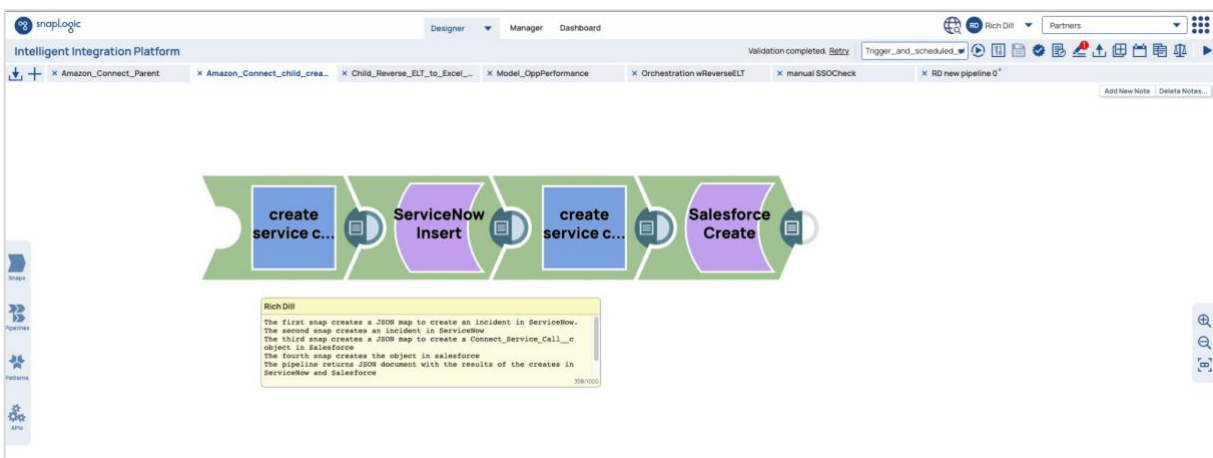 snapLogic
Designer Manager Dashboard
RD Rich Dill Partners
Intelligent Integration Platform
Validation completed. Retry Trigger_and_scheduled_
× Amazon_Connect_Parent × Amazon_Connect_child_crea... × Child_Reverse_ELT_to_Excel_... × Model_OppPerformance × Orchestration wReverseELT × manual SSOCheck × RD new pipeline 0*
Add New Note Delete Notes...
create
service c...
ServiceNow
Insert
create
service c...
Salesforce
Create
Snaps
Pipelines
Patterns
APIs
Rich Dill
The first snap creates a JSON map to create an incident in ServiceNow.
The second snap creates an incident in ServiceNow
The third snap creates a JSON map to create a Connect_Service_Call__c
object in Salesforce
The fourth snap creates the object in salesforce
The pipeline returns JSON document with the results of the creates in
ServiceNow and Salesforce
358/1000